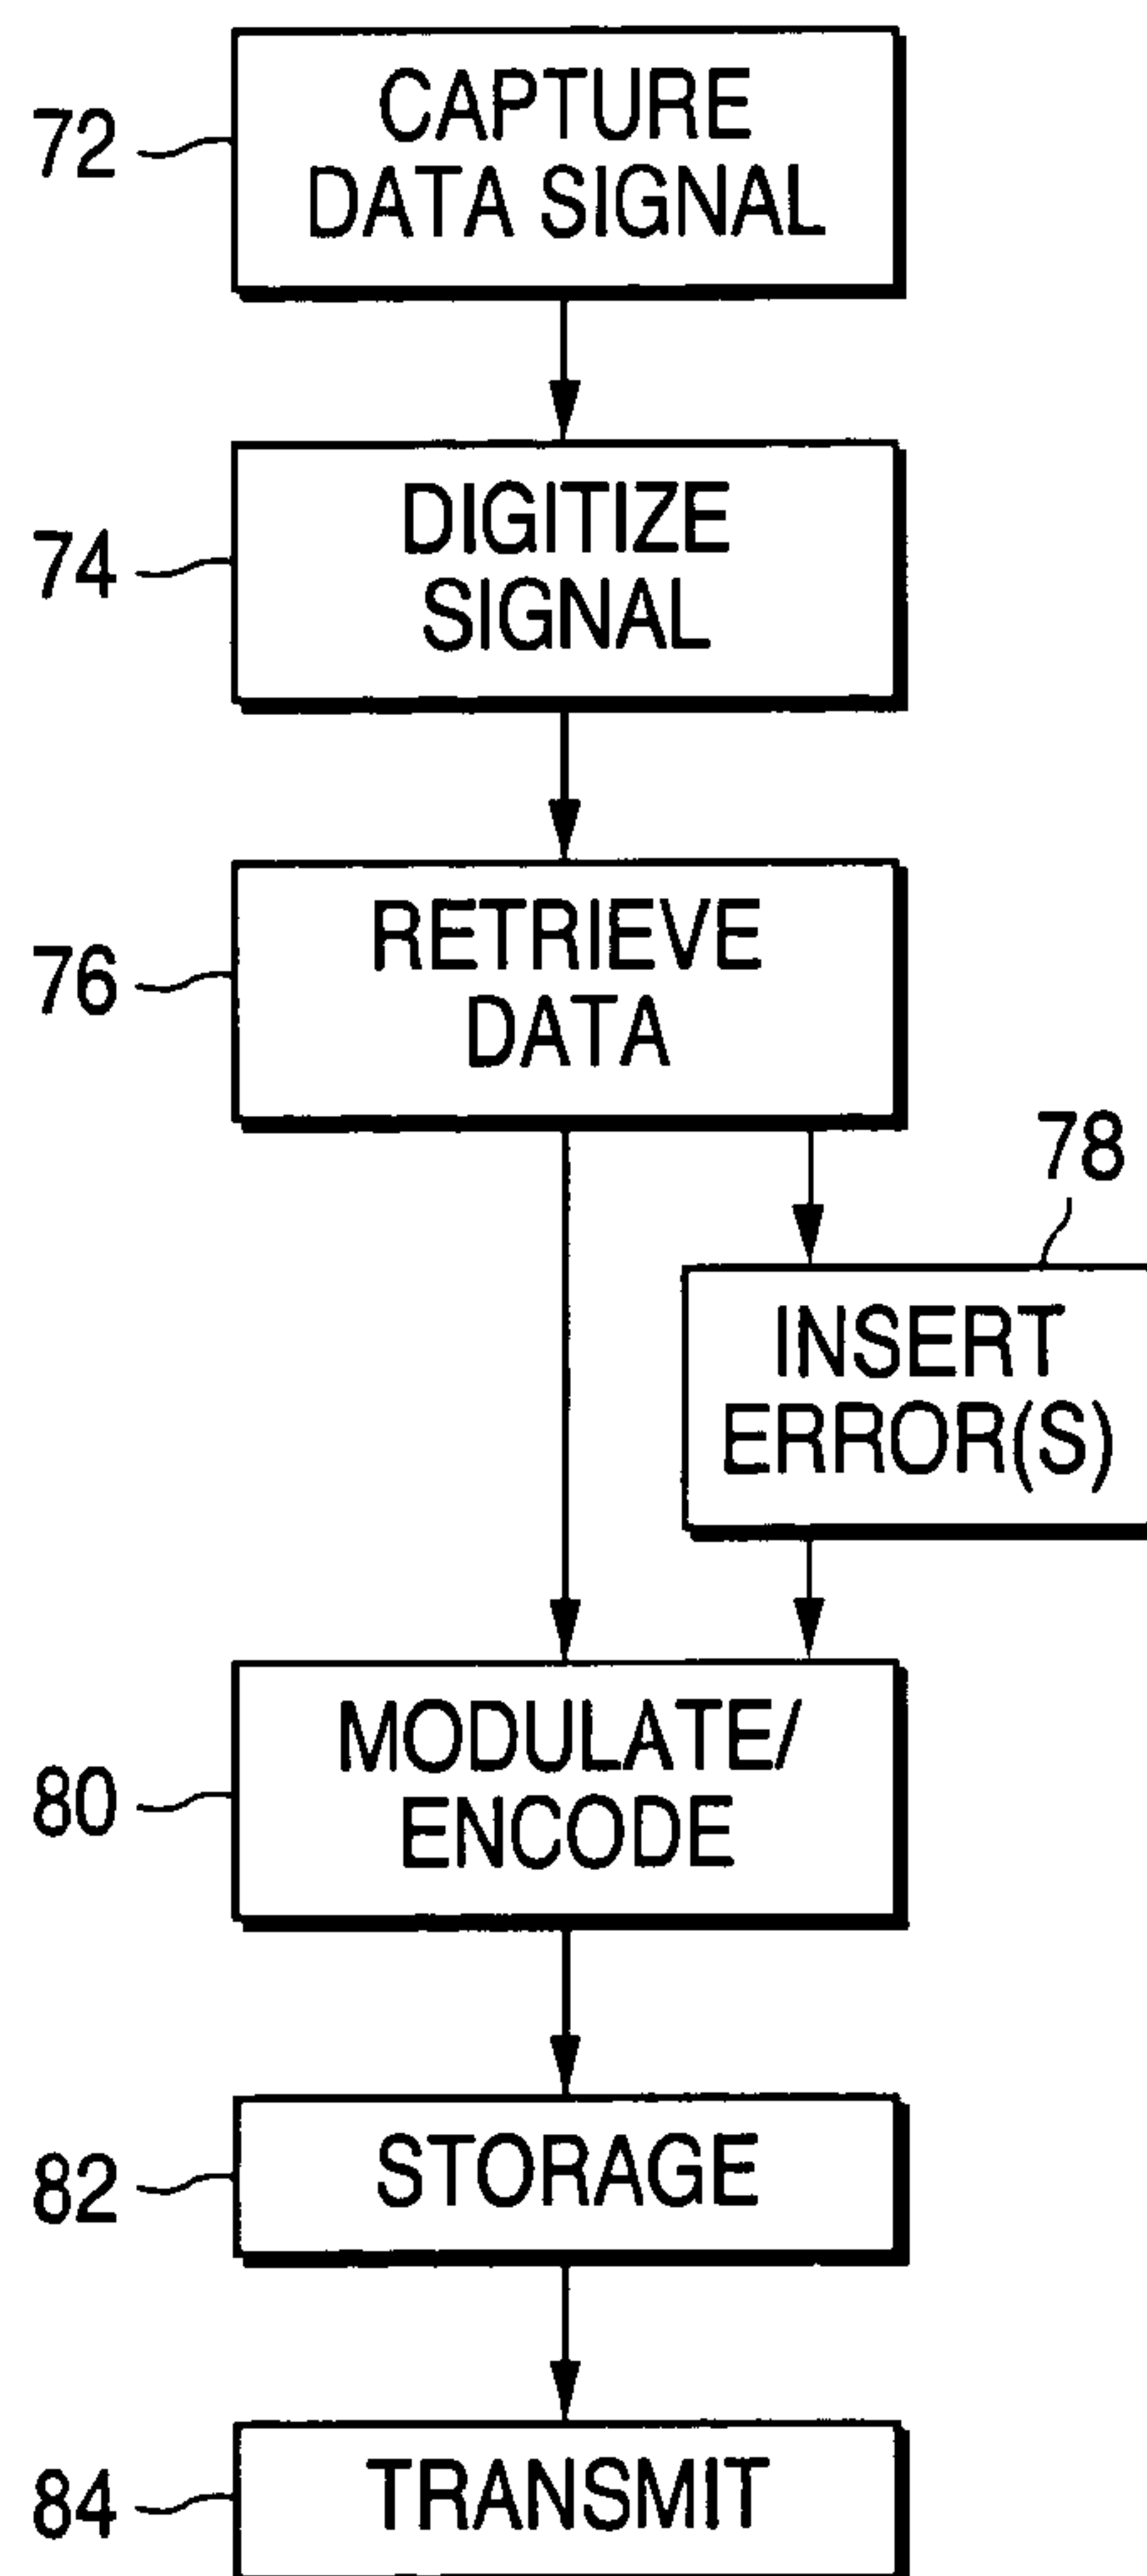 72
CAPTURE
DATA SIGNAL
74
DIGITIZE
SIGNAL
76
RETRIEVE
DATA
78
INSERT
ERROR(S)
80
MODULATE/
ENCODE
82
STORAGE
84
TRANSMIT